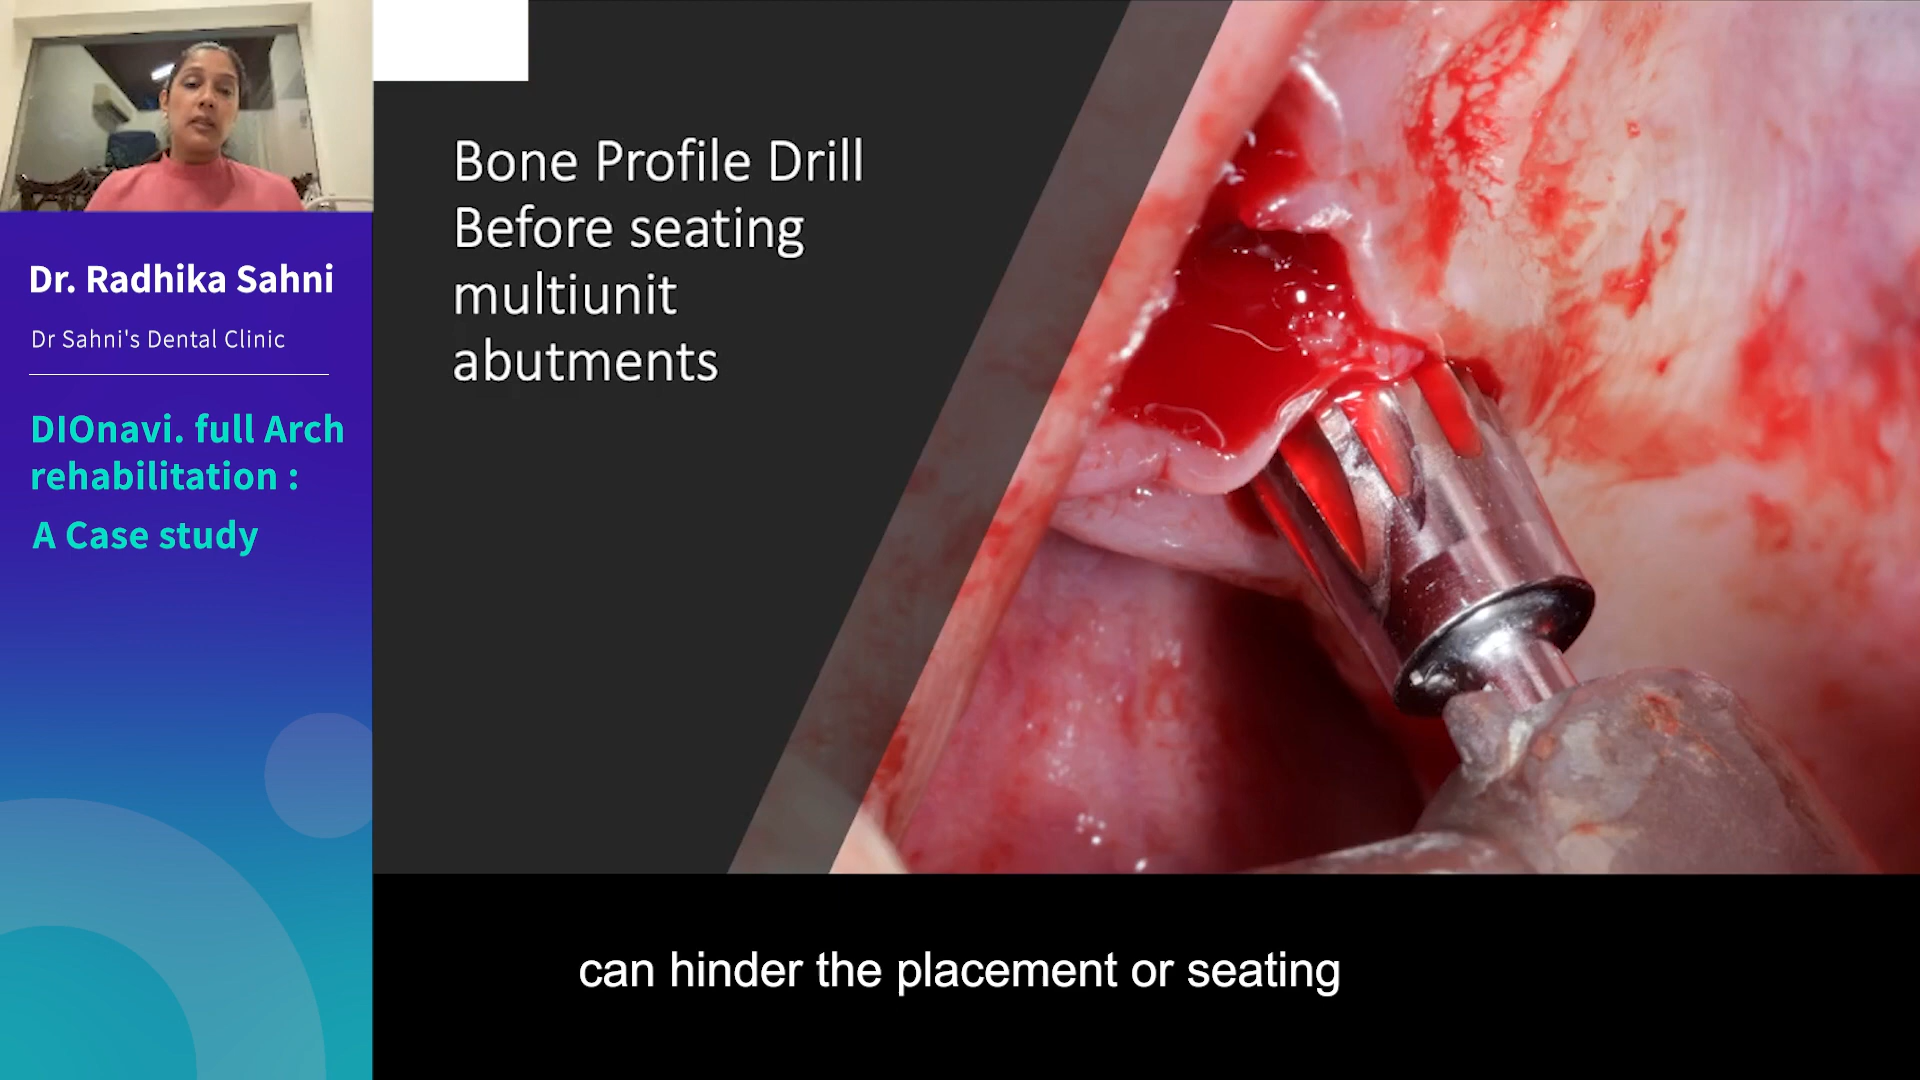 Dr. Radhika Sahni
Dr Sahni's Dental Clinic
DIOnavi. full Arch
rehabilitation :
A Case study
Bone Profile Drill
Before seating
multiunit
abutments
can hinder the placement or seating